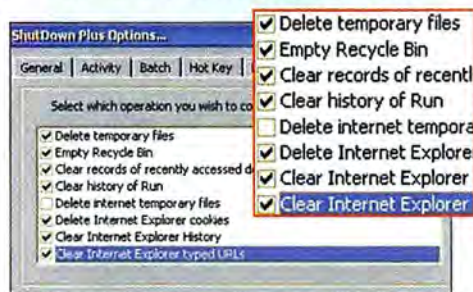 ShutDown Plus Options...
General
Activity
Batch
Hot Key
Select which operation you wish to co
Delete temporary files
Empty Recycle Bin
Clear records of recently accessed d
Clear history of Run
Delete internet temporary files
Delete Internet Explorer cookies
Clear Internet Explorer History
Clear Internet Explorer typed URLs
Delete temporary files
Empty Recycle Bin
Clear records of recentl
Clear history of Run
Delete internet tempora
Delete Internet Explorer
Clear Internet Explorer
Clear Internet Explorer